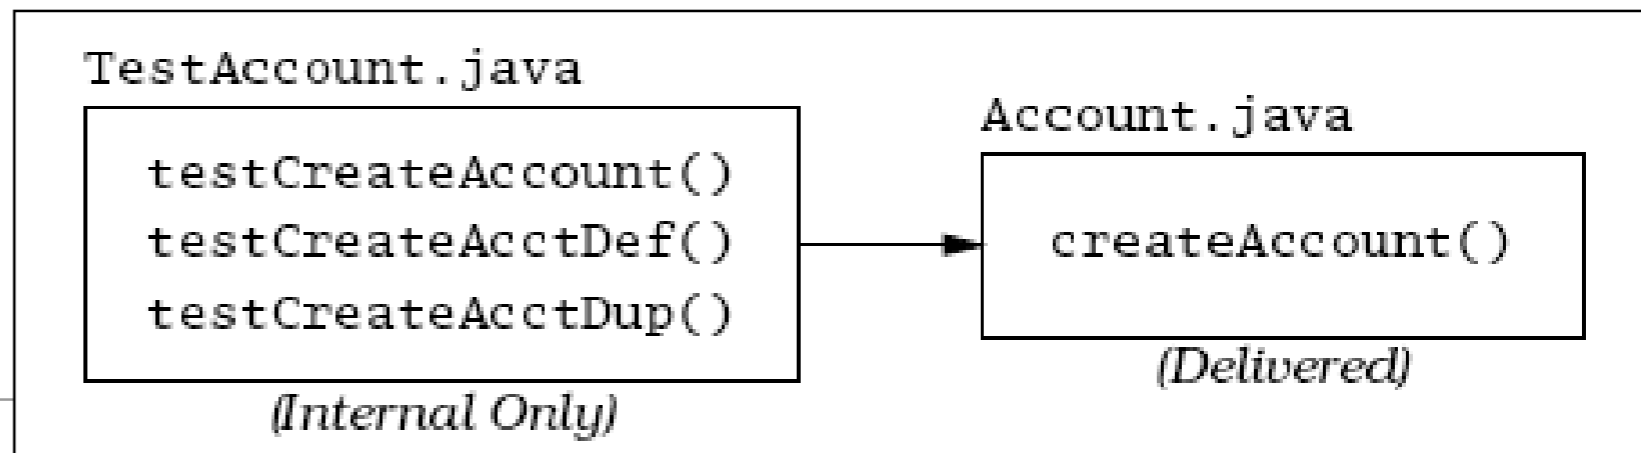 TestAccount.java
testCreateAccount()
testCreateAcctDef()
testCreateAcctDup()
(Internal Only)
Account.java
createAccount()
(Delivered)